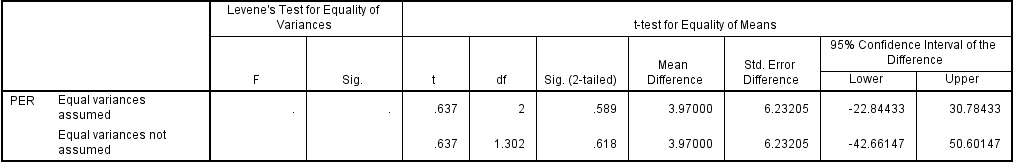 Levene's Test for Equality of Variances t-test for Equality of Means
95% Confidence Interval of the Difference
F Sig. t df Sig. (2-tailed) Mean Difference Std. Error Difference Lower Upper
PER Equal variances assumed . . .637 2 .589 3.97000 6.23205 -22.84433 30.78433
Equal variances not assumed .637 1.302 .618 3.97000 6.23205 -42.66147 50.60147